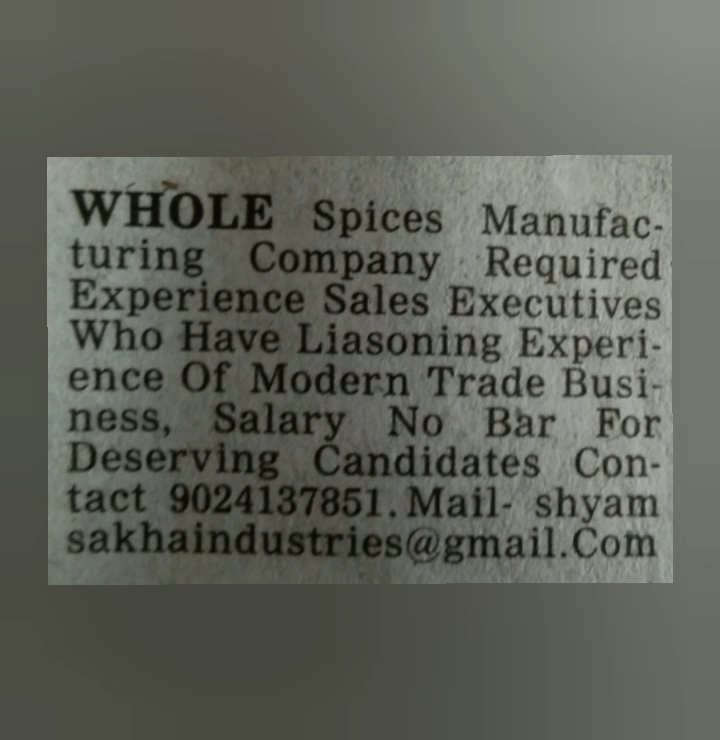 WHOLE Spices Manufac-
turing Company Required
Experience Sales Executives
Who Have Liasoning Experi-
ence Of Modern Trade Busi-
ness, Salary No Bar For
Deserving Candidates Con-
tact 9024137851. Mail- shyam
sakhaindustries@gmail.Com